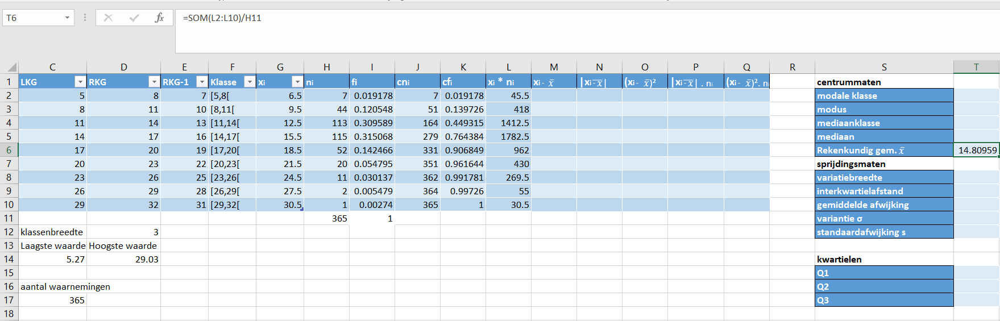 T6 fx =SOM(L2:L10)/H11
C D E F G H I J K L M N O P Q R S T
1 LKG RKG RKG-1 Klasse xi ni fi cni cfi xi * ni xi - x̅ |xi - x̅| (xi - x̅)² |xi - x̅| . ni (xi - x̅)². ni centrummaten
2 5 8 7 [5,8[ 6.5 7 0.019178 7 0.019178 45.5 modale klasse
3 8 11 10 [8,11[ 9.5 44 0.120548 51 0.139726 418 modus
4 11 14 13 [11,14[ 12.5 113 0.309589 164 0.449315 1412.5 mediaanklasse
5 14 17 16 [14,17[ 15.5 115 0.315068 279 0.764384 1782.5 mediaan
6 17 20 19 [17,20[ 18.5 52 0.142466 331 0.906849 962 Rekenkundig gem. x̅ 14.80959
7 20 23 22 [20,23[ 21.5 20 0.054795 351 0.961644 430 sprijdingsmaten
8 23 26 25 [23,26[ 24.5 11 0.030137 362 0.991781 269.5 variatiebreedte
9 26 29 28 [26,29[ 27.5 2 0.005479 364 0.99726 55 interkwartielafstand
10 29 32 31 [29,32[ 30.5 1 0.00274 365 1 30.5 gemiddelde afwijking
11 365 1 variantie σ
12 klassenbreedte 3 standaardafwijking s
13 Laagste waarde Hoogste waarde
14 5.27 29.03 kwartielen
15 Q1
16 aantal waarnemingen Q2
17 365 Q3
18